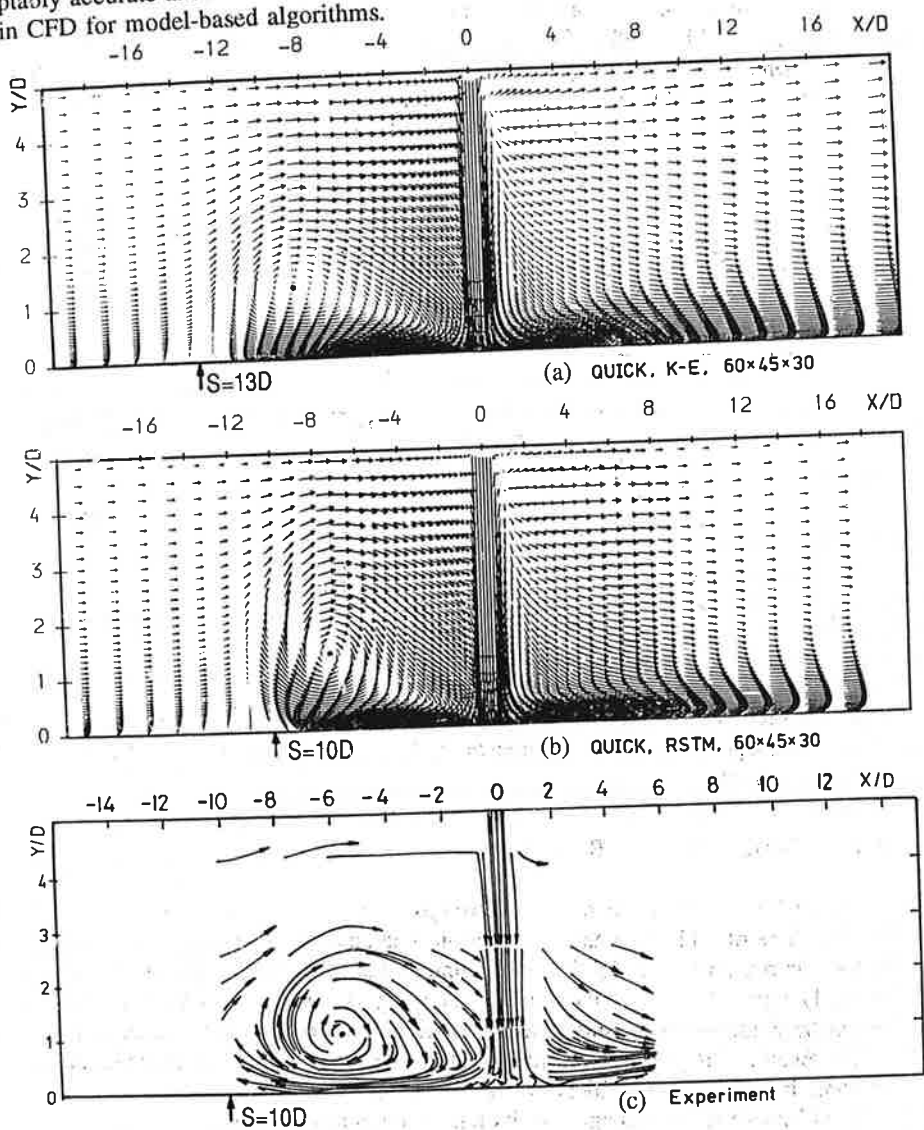 in CFD for model-based algorithms.
-16 -12 -8 -4 0 4 8 12 16 X/D
Y/D
4
3
2
1
0
S=13D
(a) QUICK, K-E, 60×45×30
-16 -12 -8 -4 0 4 8 12 16 X/D
Y/D
4
3
2
1
0
S=10D
(b) QUICK, RSTM, 60×45×30
-14 -12 -10 -8 -6 -4 -2 0 2 4 6 8 10 12 X/D
Y/D
4
3
2
1
0
S=10D
(c) Experiment